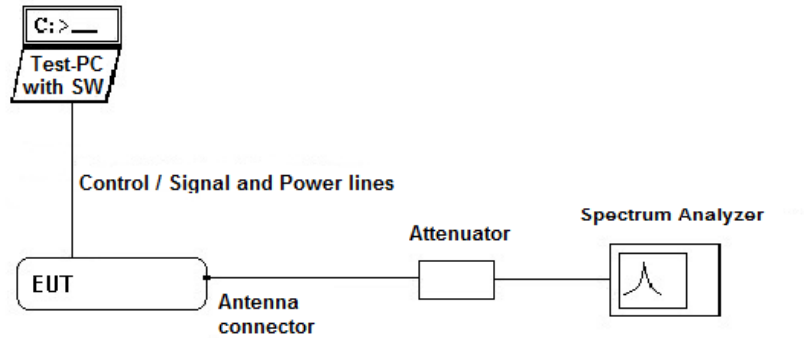 C:>
Test-PC
with SW
Control / Signal and Power lines
Spectrum Analyzer
Attenuator
EUT
Antenna
connector